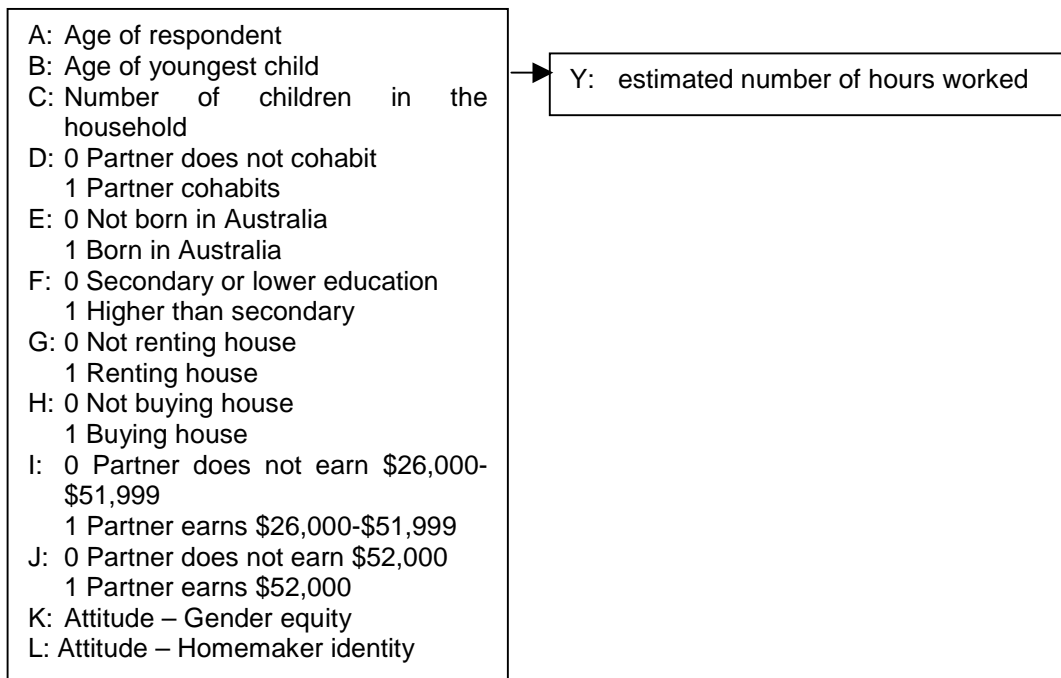 A: Age of respondent
B: Age of youngest child
C: Number of children in the
household
D: 0 Partner does not cohabit
1 Partner cohabits
E: 0 Not born in Australia
1 Born in Australia
F: 0 Secondary or lower education
1 Higher than secondary
G: 0 Not renting house
1 Renting house
H: 0 Not buying house
1 Buying house
I: 0 Partner does not earn $26,000-
$51,999
1 Partner earns $26,000-$51,999
J: 0 Partner does not earn $52,000
1 Partner earns $52,000
K: Attitude – Gender equity
L: Attitude – Homemaker identity
Y: estimated number of hours worked